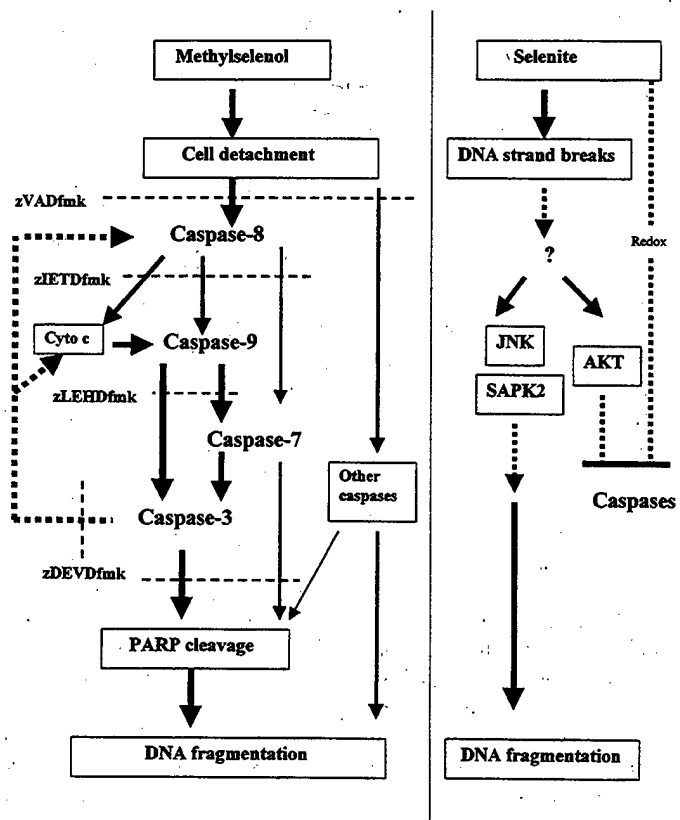 Methylselenol
Cell detachment
zVADfmk
Caspase-8
zIETDfmk
Cyto c
Caspase-9
zLEHDfmk
Caspase-7
Other
caspases
Caspase-3
zDEVDfmk
PARP cleavage
DNA fragmentation
Selenite
DNA strand breaks
Redox
?
JNK
AKT
SAPK2
Caspases
DNA fragmentation